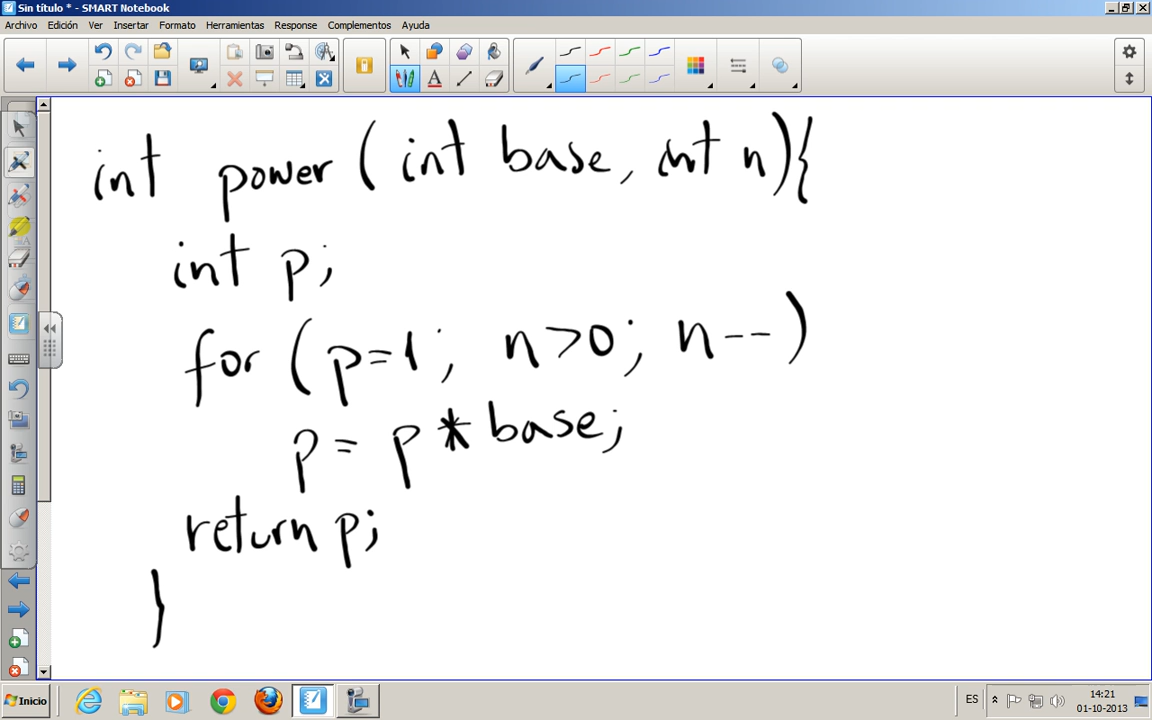 Sin título * - SMART Notebook
Archivo Edición Ver Insertar Formato Herramientas Response Complementos Ayuda
int power ( int base, int n){
int p;
for ( p=1; n>0; n-- )
p = p * base;
return p;
}
Inicio
ES
14:21
01-10-2013